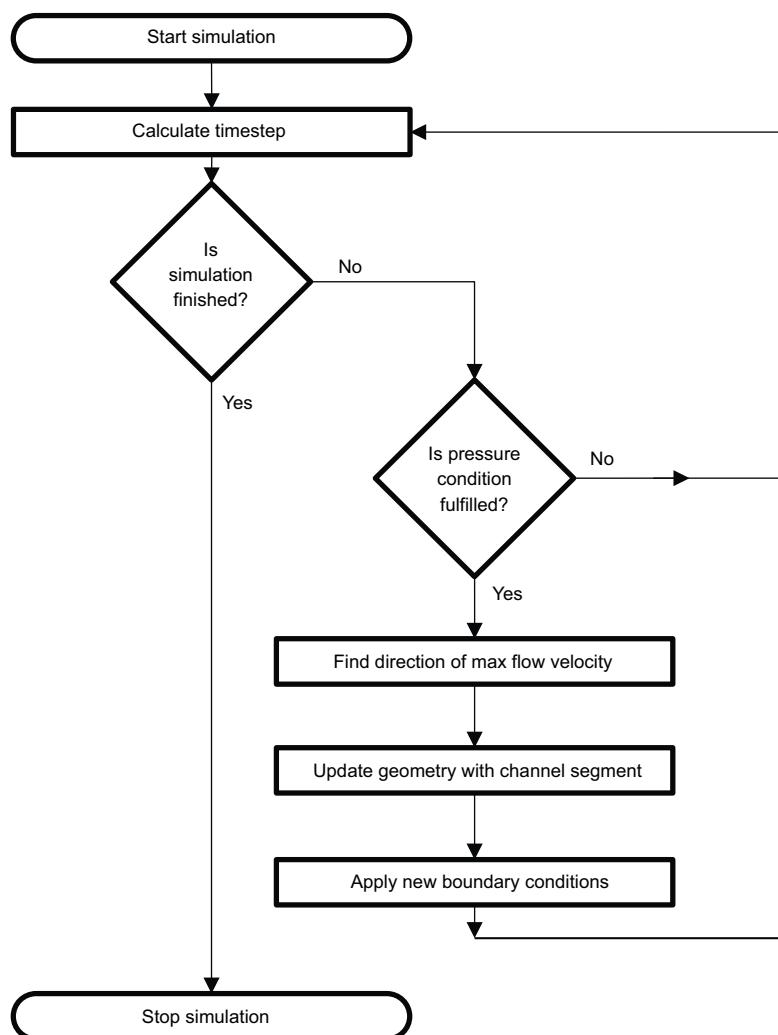 Start simulation
Calculate timestep
Is
simulation
finished?
No
Yes
Is pressure
condition
fulfilled?
No
Yes
Find direction of max flow velocity
Update geometry with channel segment
Apply new boundary conditions
Stop simulation